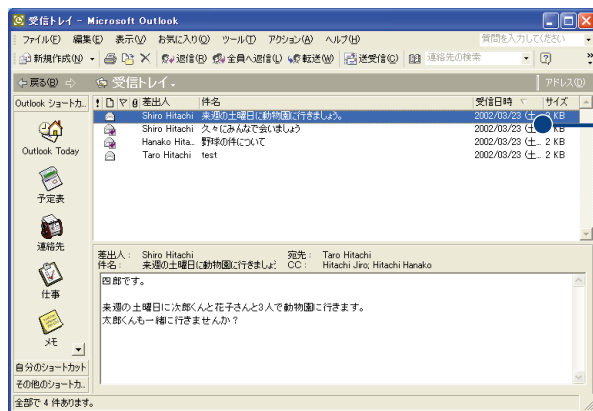 受信トレイ - Microsoft Outlook
ファイル(F) 編集(E) 表示(V) お気に入り(O) ツール(T) アクション(A) ヘルプ(H) 質問を入力してください
新規作成(N) 返信(R) 全員へ返信(L) 転送(W) 送受信(C) 連絡先の検索
戻る(B) 受信トレイ. アドレス(D)
Outlook ショートカ... 差出人 件名 受信日時 サイズ
Shiro Hitachi 来週の土曜日に動物園に行きましょう。 2002/03/23 (土... KB
Shiro Hitachi 久々にみんなで会いましょう 2002/03/23 (土... 2 KB
Hanako Hita... 野球の件について 2002/03/23 (土... 2 KB
Taro Hitachi test 2002/03/23 (土... 2 KB
Outlook Today
予定表
連絡先
仕事
メモ
自分のショートカット
その他のショートカ...
差出人: Shiro Hitachi 宛先: Taro Hitachi
件名: 来週の土曜日に動物園に行きましょ CC: Hitachi Jiro; Hitachi Hanako
四郎です。
来週の土曜日に次郎くんと花子さんと3人で動物園に行きます。
太郎くんも一緒に行きませんか?
全部で 4 件あります。